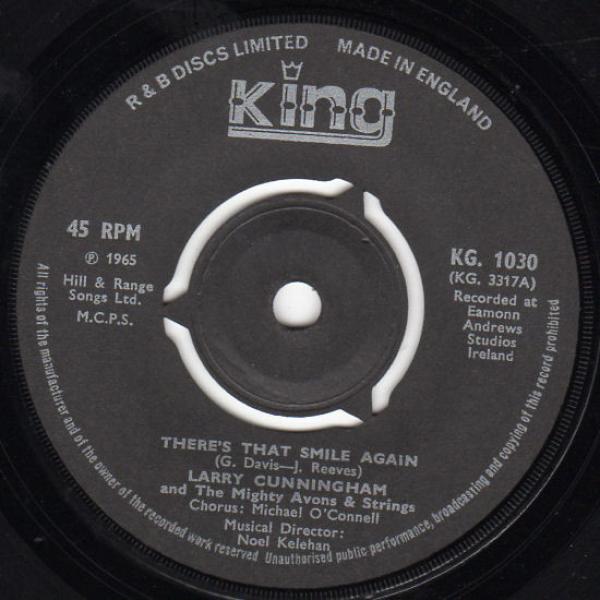 R & B DISCS LIMITED MADE IN ENGLAND
King
45 RPM
℗ 1965
Hill & Range
Songs Ltd.
M.C.P.S.
KG. 1030
(KG. 3317A)
Recorded at
Eamonn
Andrews
Studios
Ireland
THERE'S THAT SMILE AGAIN
(G. Davis—J. Reeves)
LARRY CUNNINGHAM
and The Mighty Avons & Strings
Chorus: Michael O'Connell
Musical Director:
Noel Kelehan
All rights of the manufacturer and of the owner of the recorded work reserved Unauthorised public performance, broadcasting and copying of this record prohibited